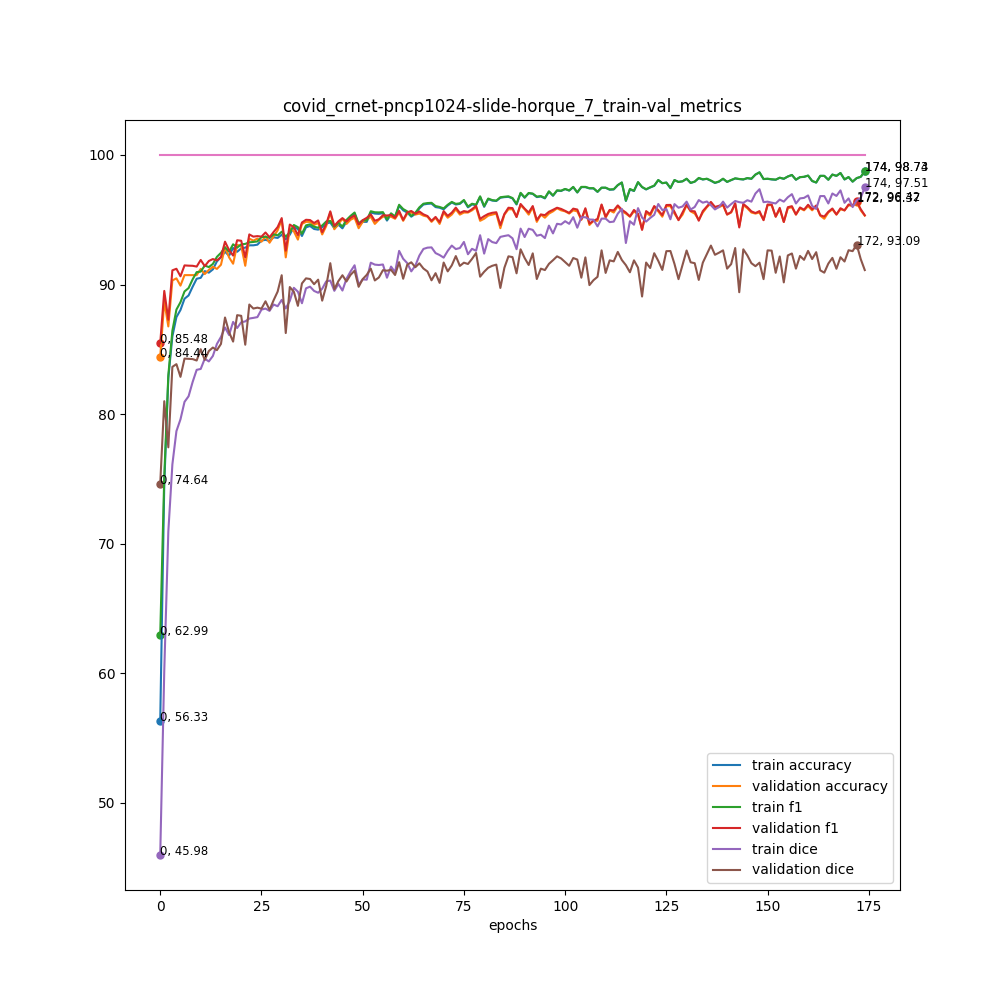 covid_crnet-pncp1024-slide-horque_7_train-val_metrics
100
90
80
70
60
50
174, 97.51
172, 93.09
0, 85.48
0, 84.44
0, 74.64
0, 62.99
0, 56.33
0, 45.98
train accuracy
validation accuracy
train f1
validation f1
train dice
validation dice
0
25
50
75
100
125
150
175
epochs